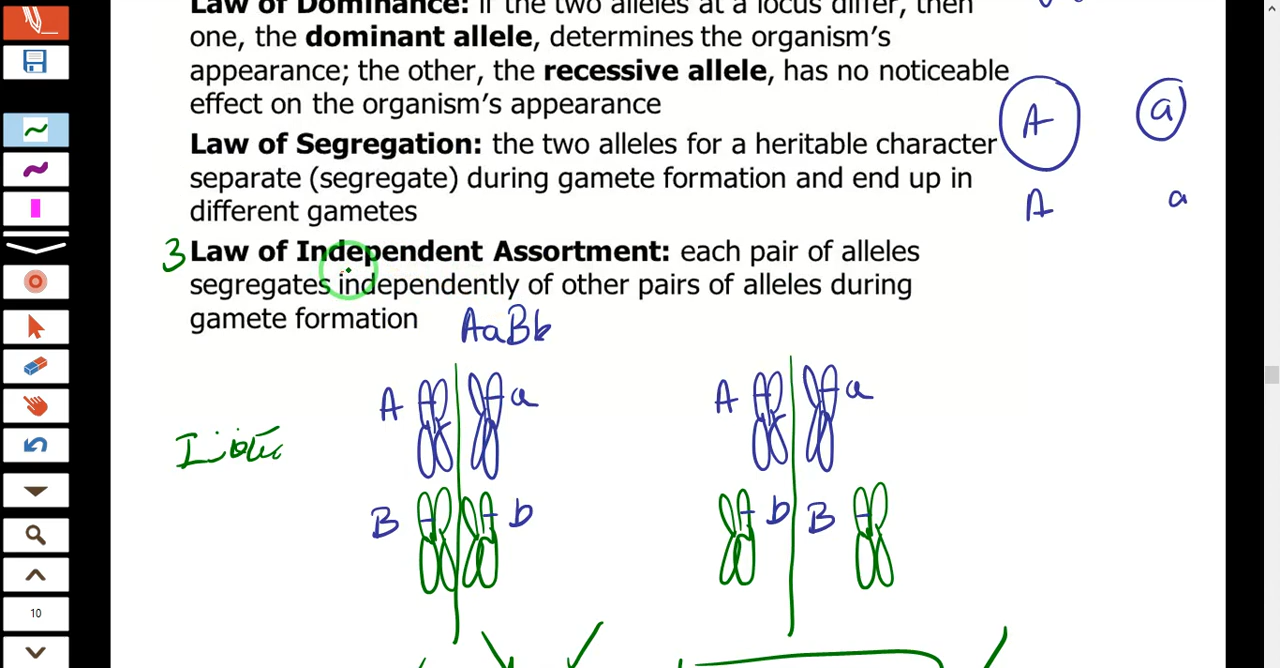 Law of Dominance: if the two alleles at a locus differ, then
one, the dominant allele, determines the organism's
appearance; the other, the recessive allele, has no noticeable
effect on the organism's appearance
A a
Law of Segregation: the two alleles for a heritable character
separate (segregate) during gamete formation and end up in
different gametes
A a
3 Law of Independent Assortment: each pair of alleles
segregates independently of other pairs of alleles during
gamete formation
AaBb
A a A a
B b b B
10